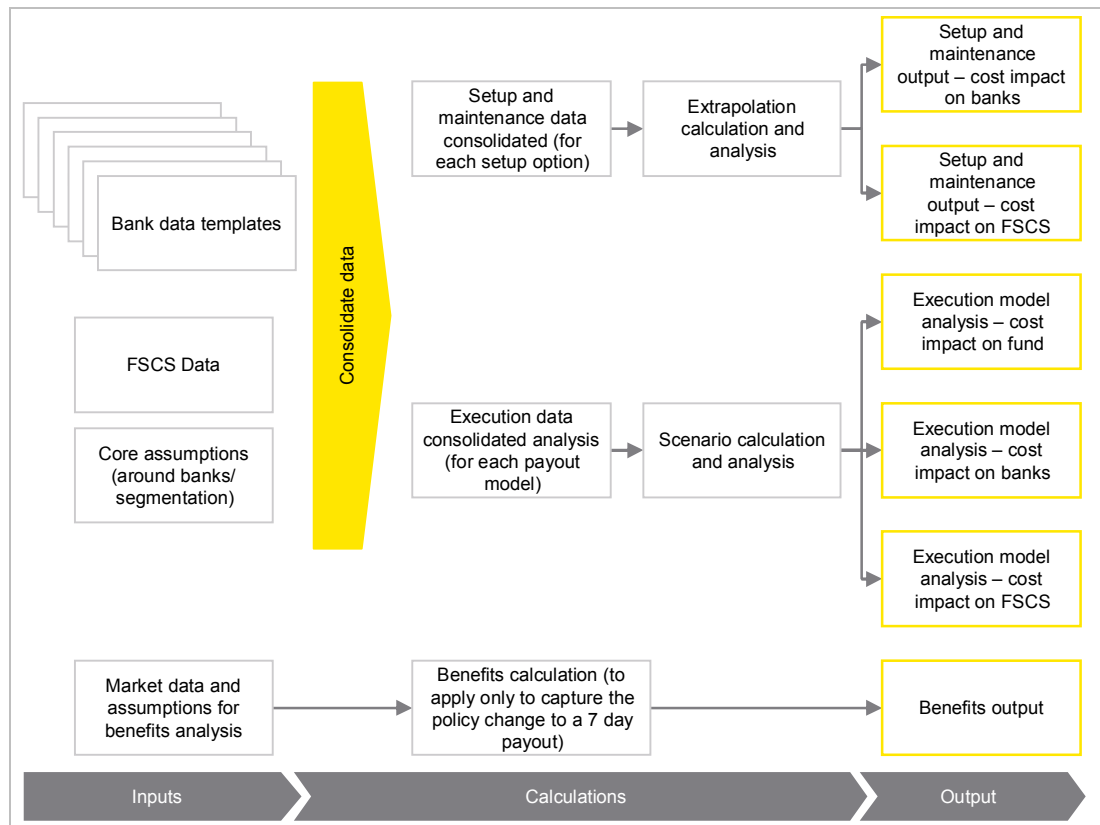 Bank data templates
FSCS Data
Core assumptions
(around banks/
segmentation)
Market data and
assumptions for
benefits analysis
Consolidate data
Setup and
maintenance data
consolidated (for
each setup option)
Extrapolation
calculation and
analysis
Execution data
consolidated analysis
(for each payout
model)
Scenario calculation
and analysis
Benefits calculation (to
apply only to capture the
policy change to a 7 day
payout)
Setup and
maintenance
output – cost impact
on banks
Setup and
maintenance
output – cost
impact on FSCS
Execution model
analysis – cost
impact on fund
Execution model
analysis – cost
impact on banks
Execution model
analysis – cost
impact on FSCS
Benefits output
Inputs
Calculations
Output